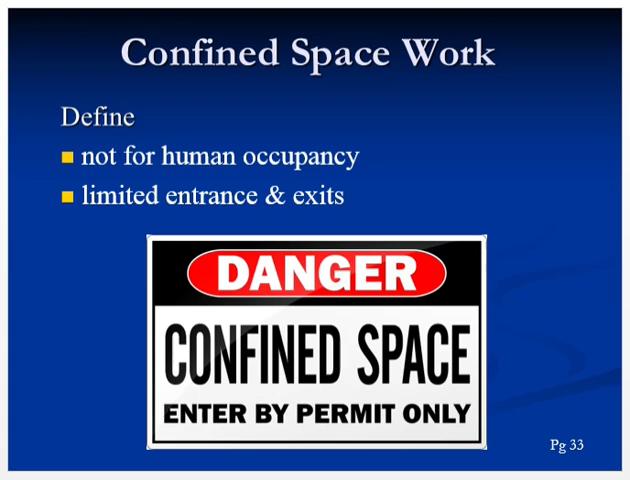 Confined Space Work
Define
not for human occupancy
limited entrance & exits
DANGER
CONFINED SPACE
ENTER BY PERMIT ONLY
Pg 33